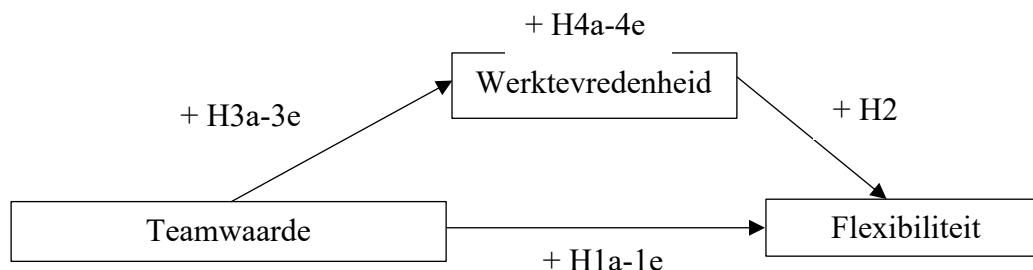 + H4a-4e
Werktevredenheid
+ H3a-3e
+ H2
Teamwaarde
Flexibiliteit
+ H1a-1e